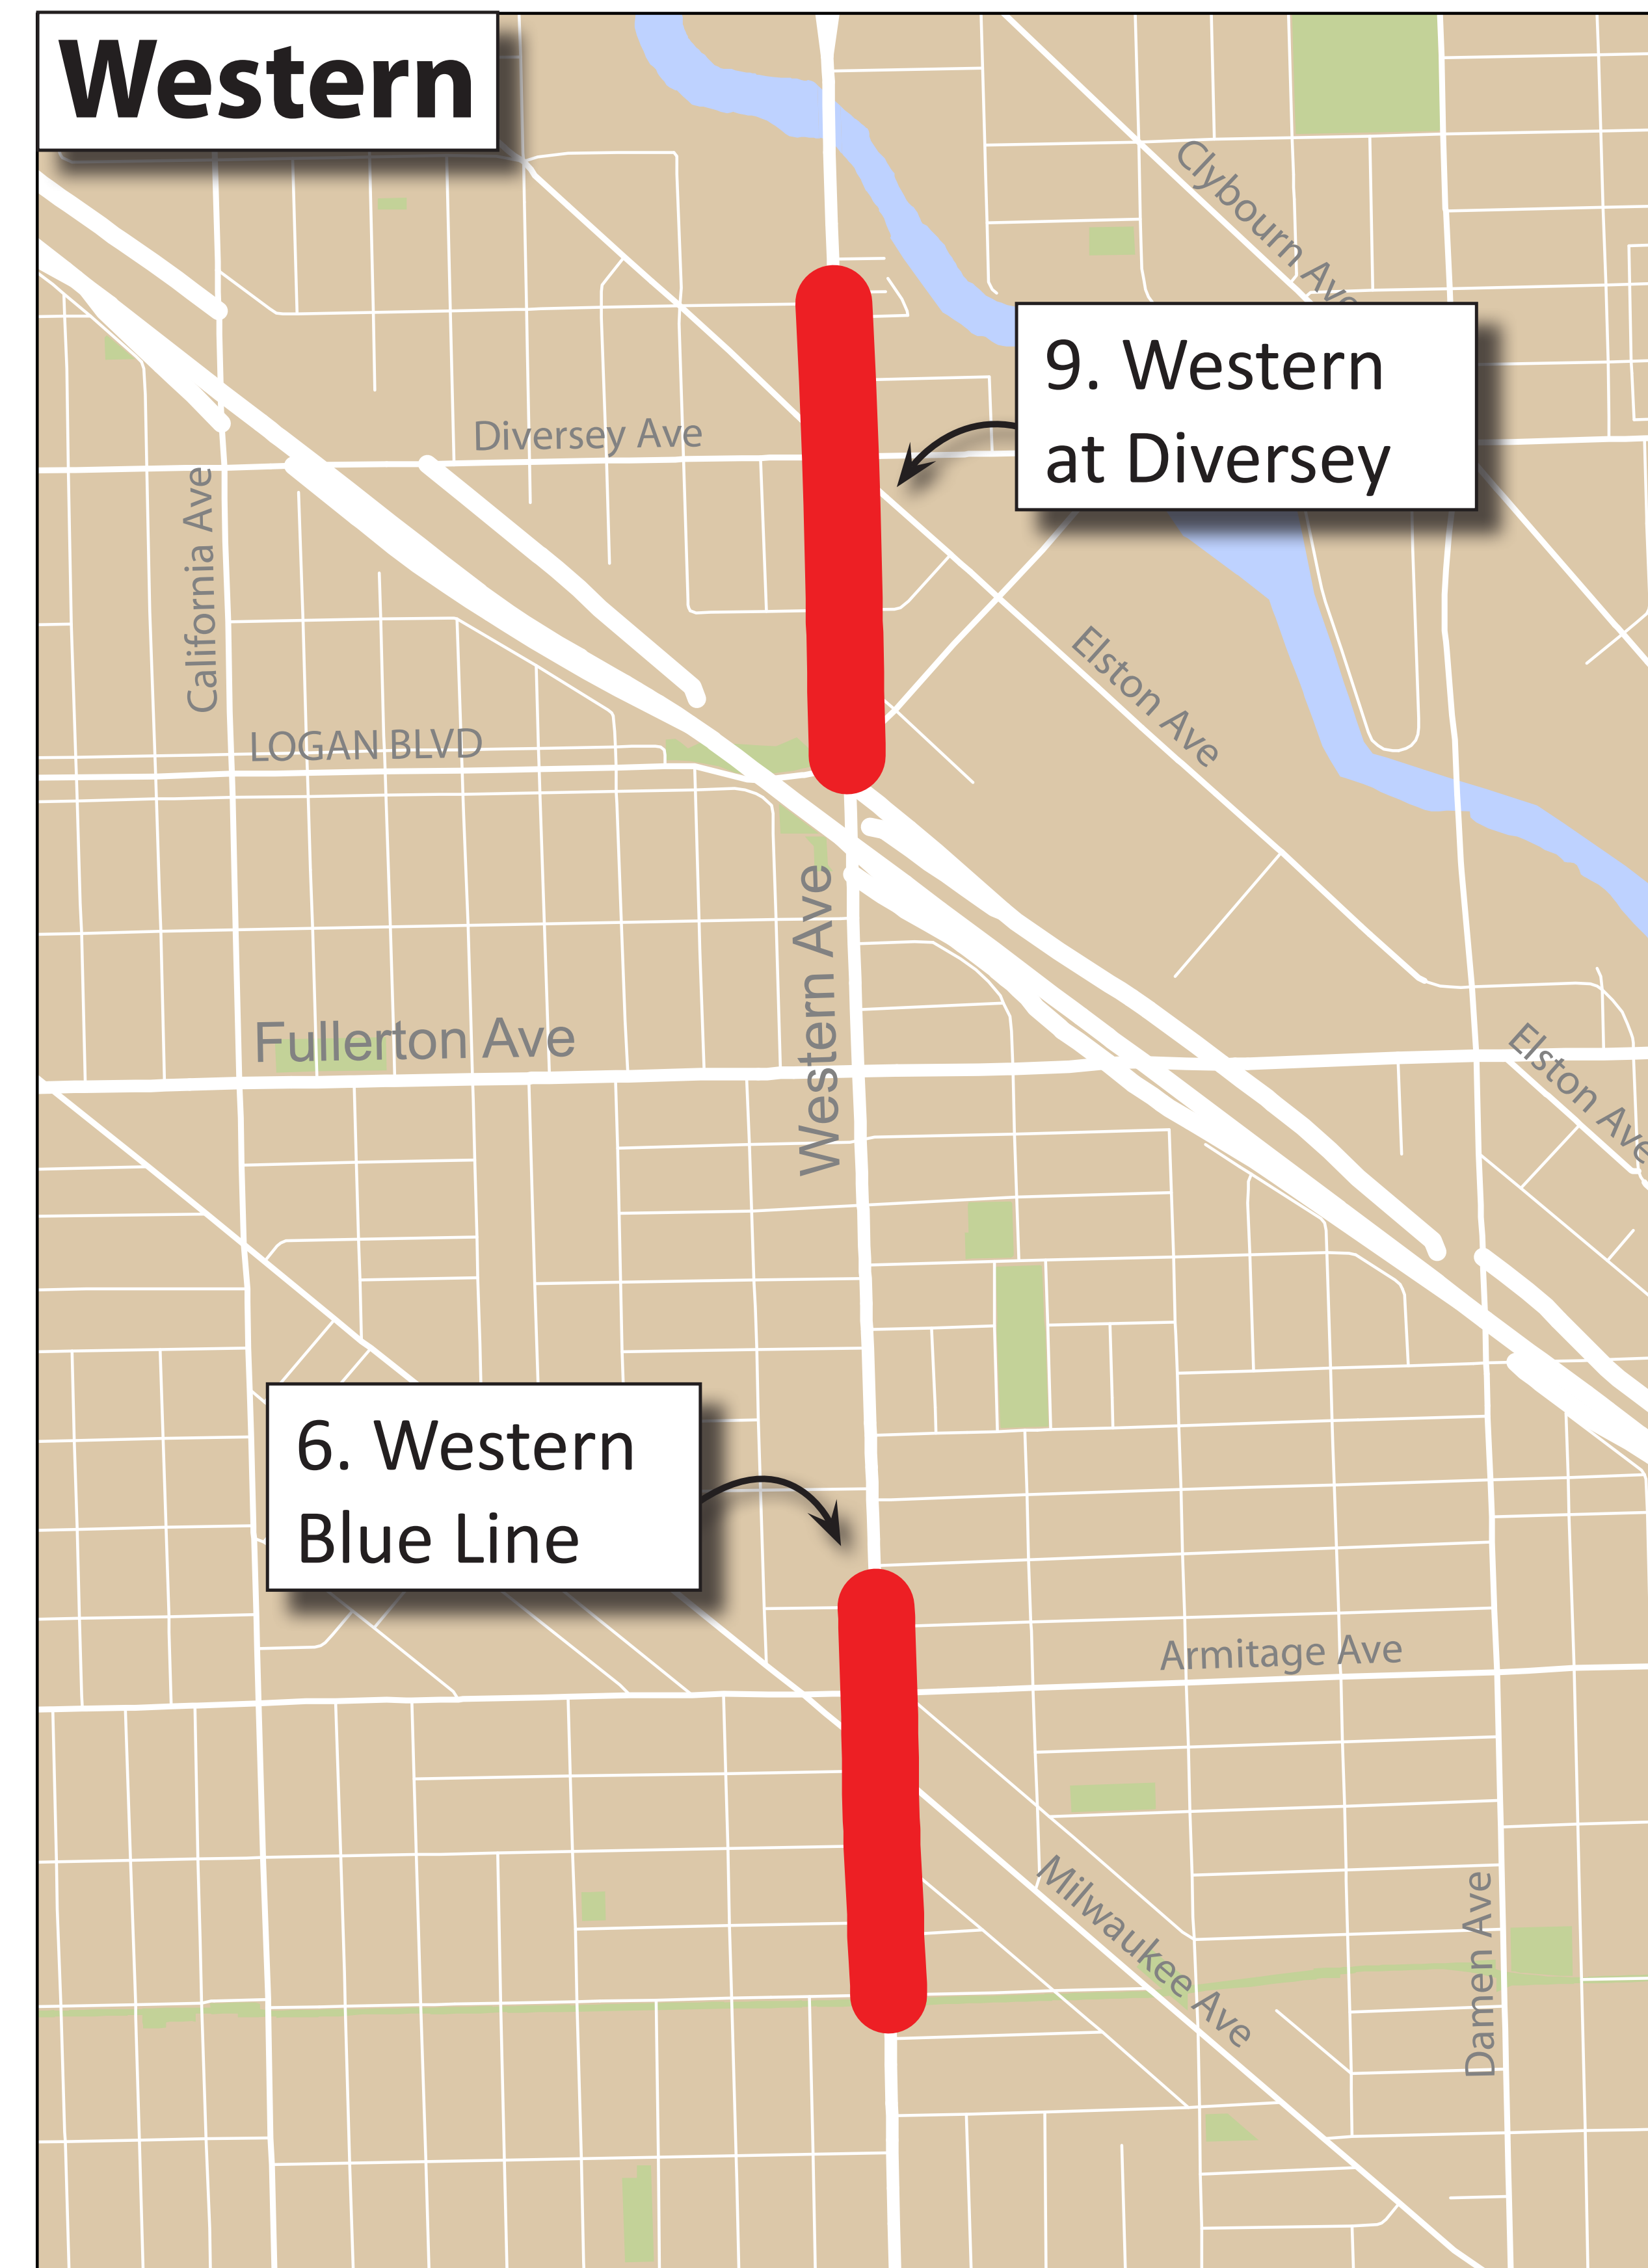 Western
Clybourn Ave
9. Western
at Diversey
Diversey Ave
California Ave
Elston Ave
LOGAN BLVD
Western Ave
Fullerton Ave
Elston Ave
6. Western
Blue Line
Armitage Ave
Milwaukee Ave
Damen Ave